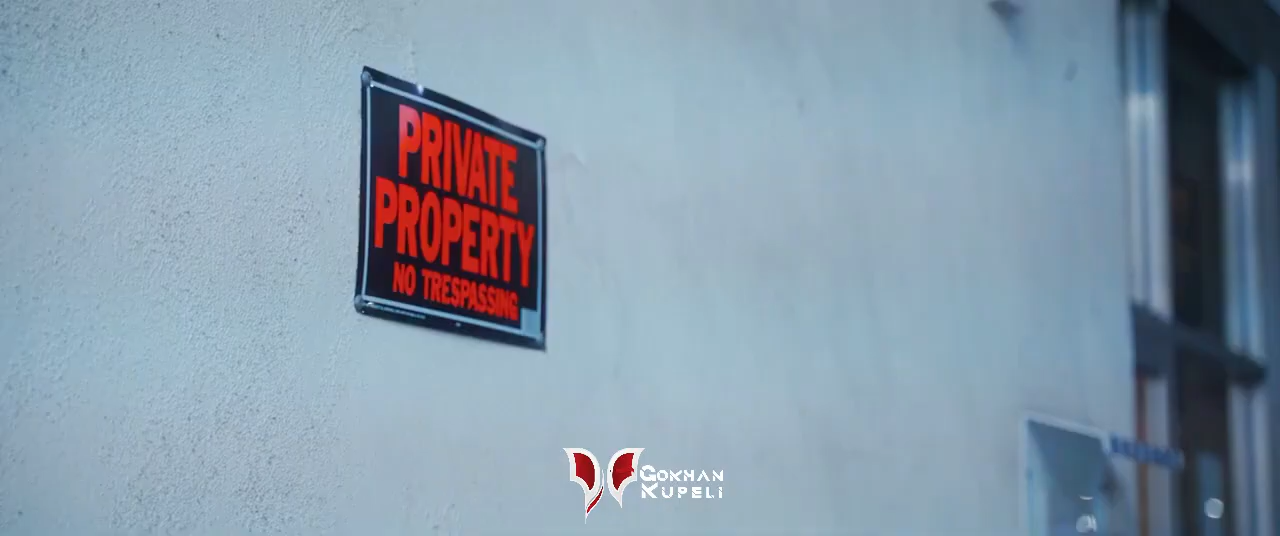 PRIVATE
PROPERTY
NO TRESPASSING
GOKHAN
KUPELI